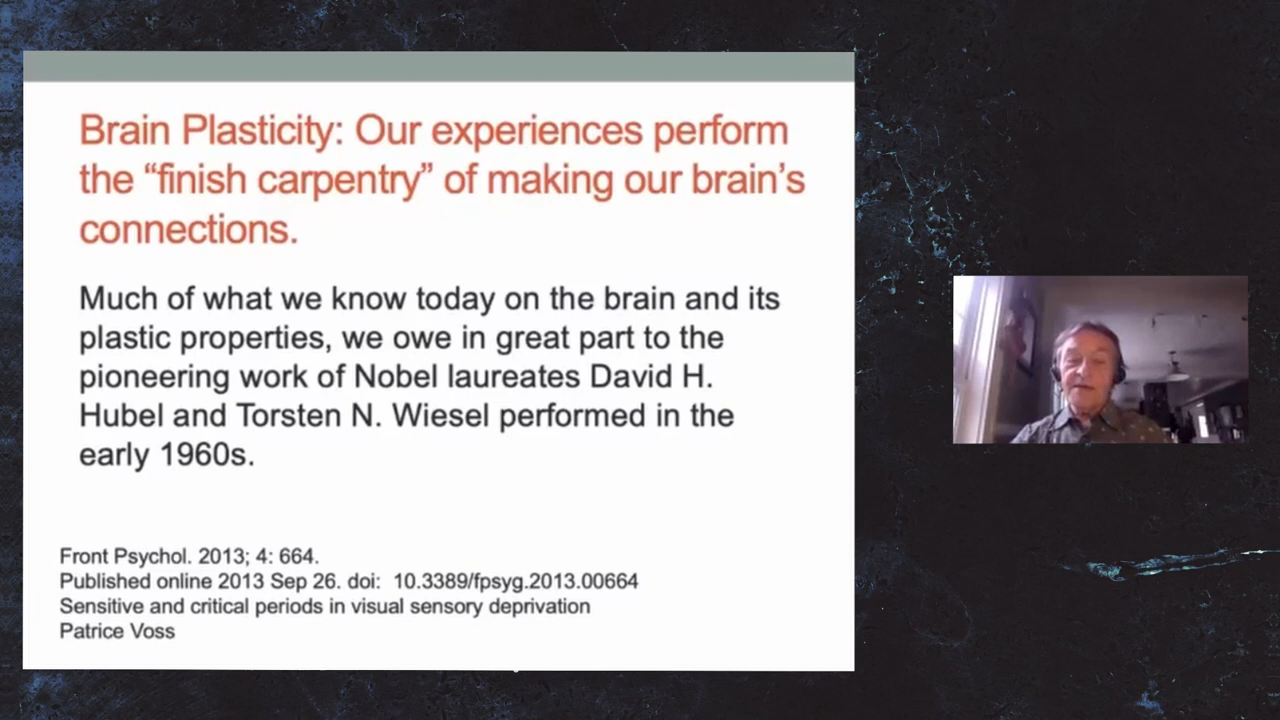 Brain Plasticity: Our experiences perform
the “finish carpentry” of making our brain’s
connections.
Much of what we know today on the brain and its
plastic properties, we owe in great part to the
pioneering work of Nobel laureates David H.
Hubel and Torsten N. Wiesel performed in the
early 1960s.
Front Psychol. 2013; 4: 664.
Published online 2013 Sep 26. doi:  10.3389/fpsyg.2013.00664
Sensitive and critical periods in visual sensory deprivation
Patrice Voss